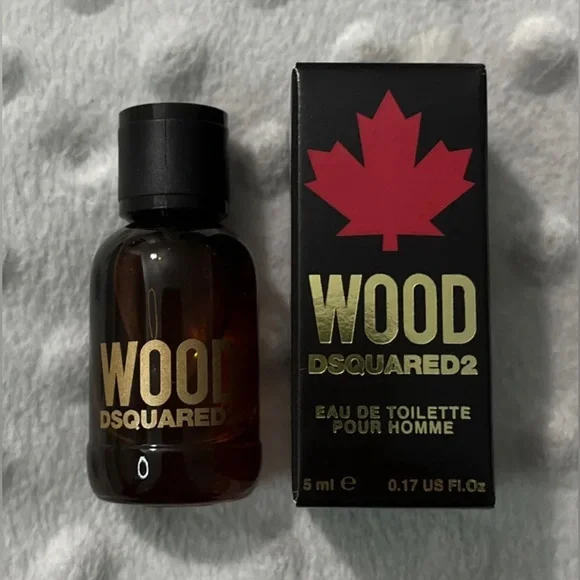 WOOD
DSQUARED
WOOD
DSQUARED2
EAU DE TOILETTE
POUR HOMME
5 ml ℮ 0.17 US Fl.Oz